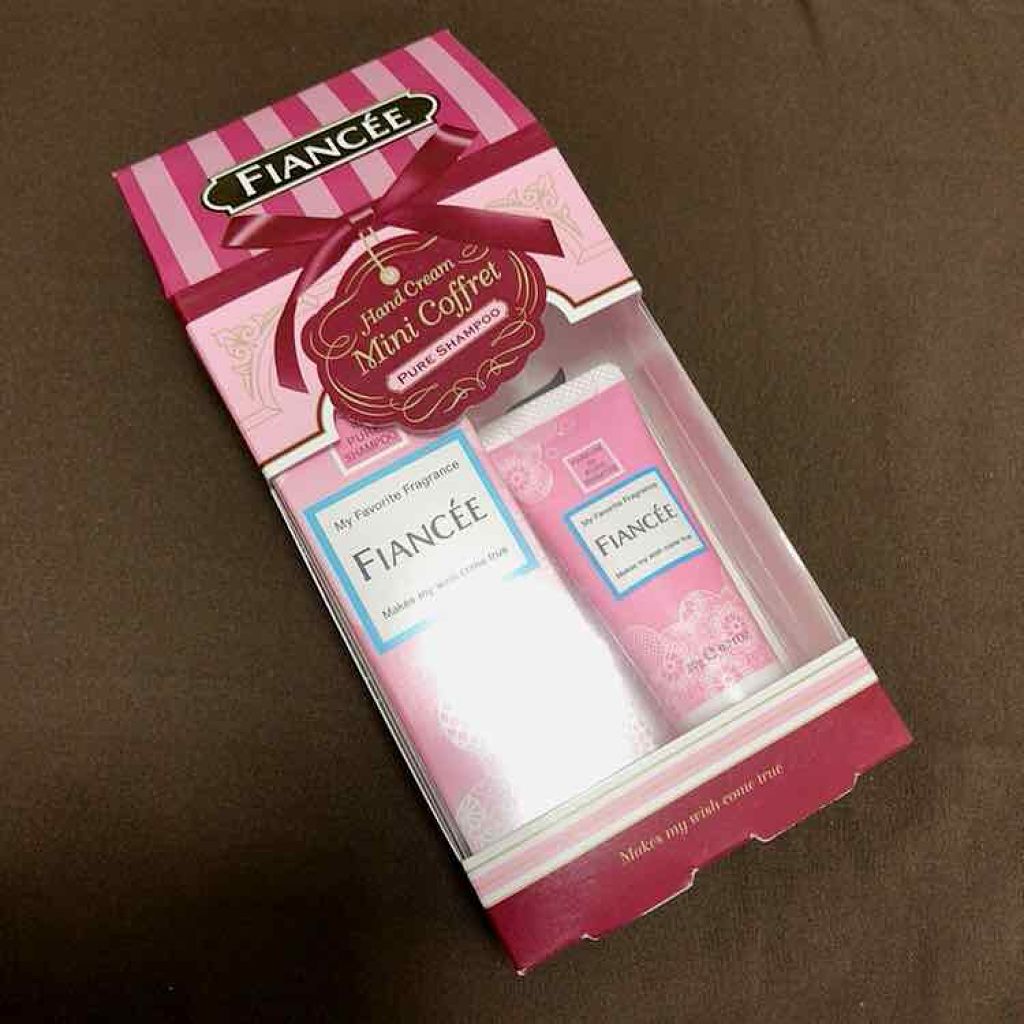 FIANCÉE
Hand Cream
Mini Coffret
PURE SHAMPOO
PURE
SHAMPOO
My Favorite Fragrance
FIANCÉE
Makes my wish come true
My Favorite Fragrance
FIANCÉE
Makes my wish come true
Makes my wish come true